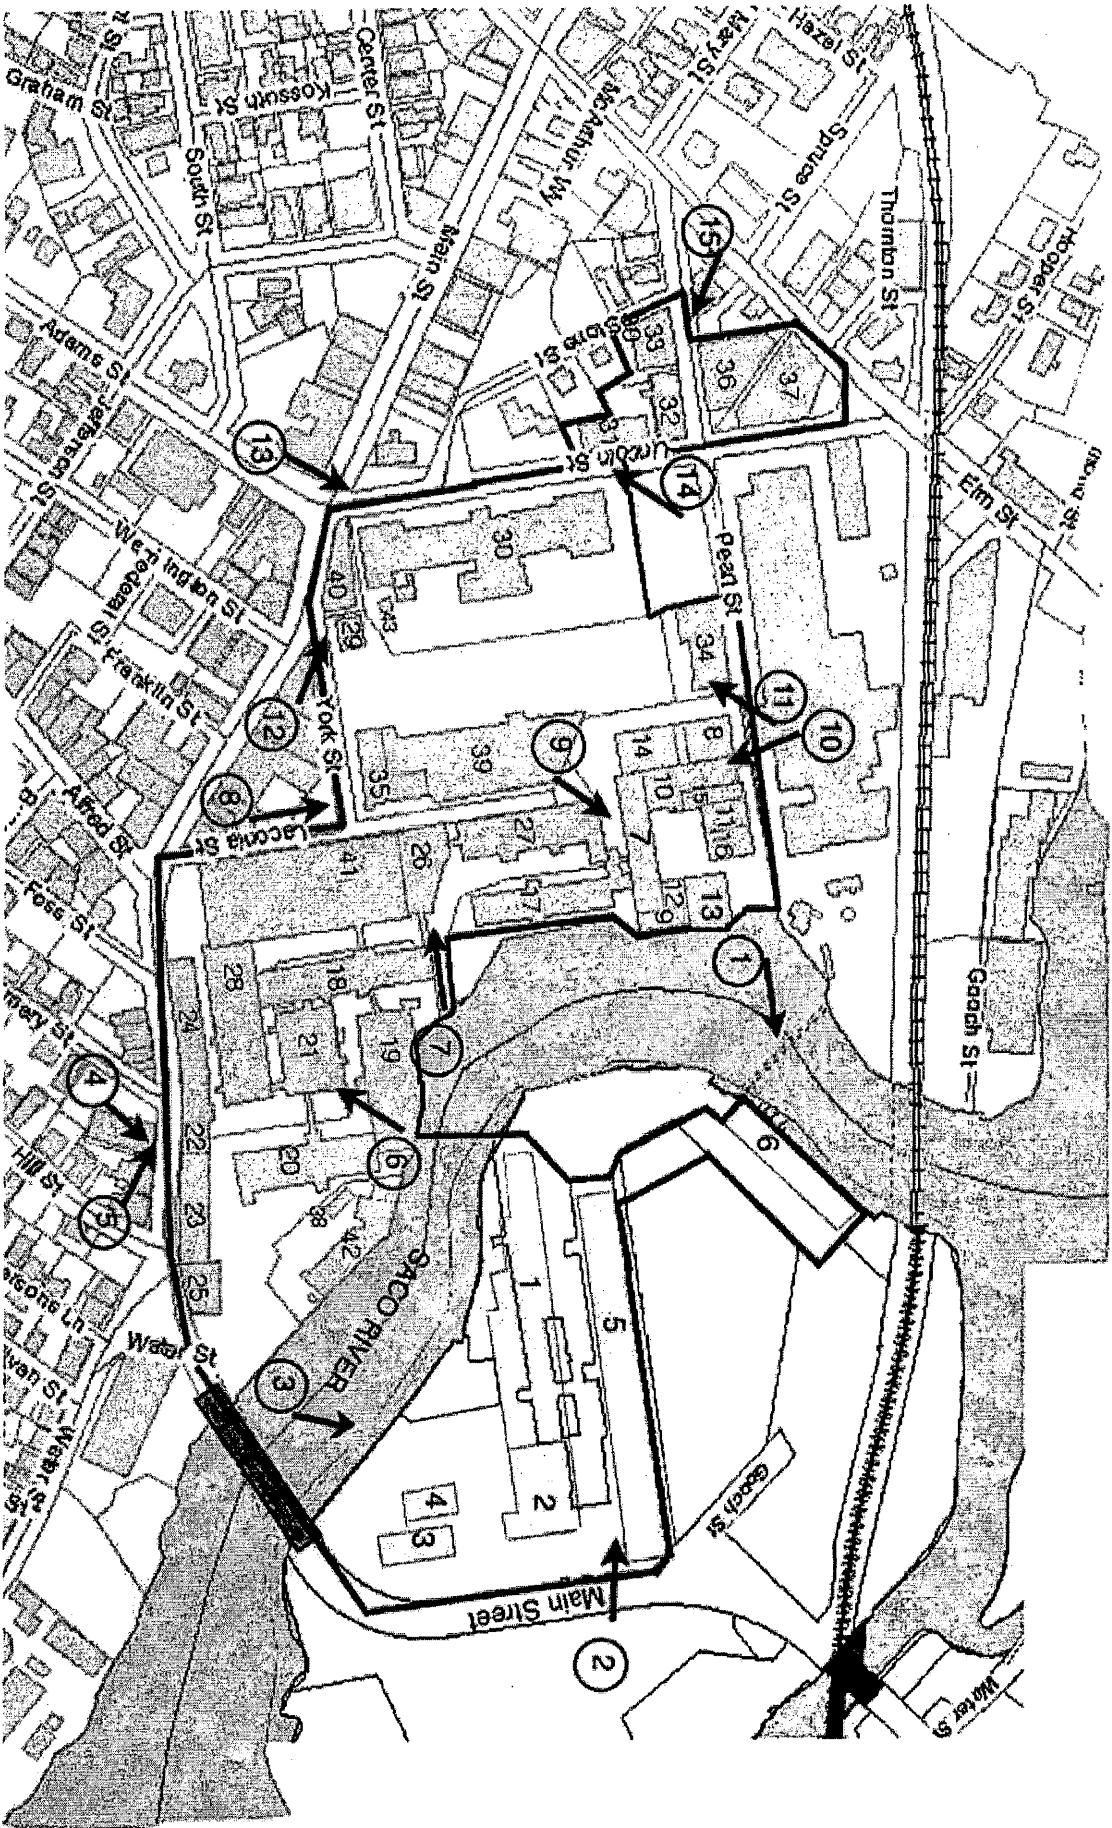 Hazel St
Mary St
McArthur Wy
Spruce St
Thornton St
Hooper St
Center St
Kossuth St
Graham St
South St
Main St
Adams St
Jefferson St
Elm St
Lincoln St
Pearl St
York St
Laconia St
Franklin St
Federal St
Alfred St
Foss St
Hill St
Water St
Water St
Water St
Gooch St
Gooch St
Main Street
SACO RIVER
1
2
3
4
5
6
7
8
9
10
11
12
13
14
15
1
2
3
4
5
6
7
8
9
10
11
12
13
14
15
16
17
18
19
20
21
22
23
24
25
26
27
28
29
30
31
32
33
34
35
36
37
38
39
40
41
42
43